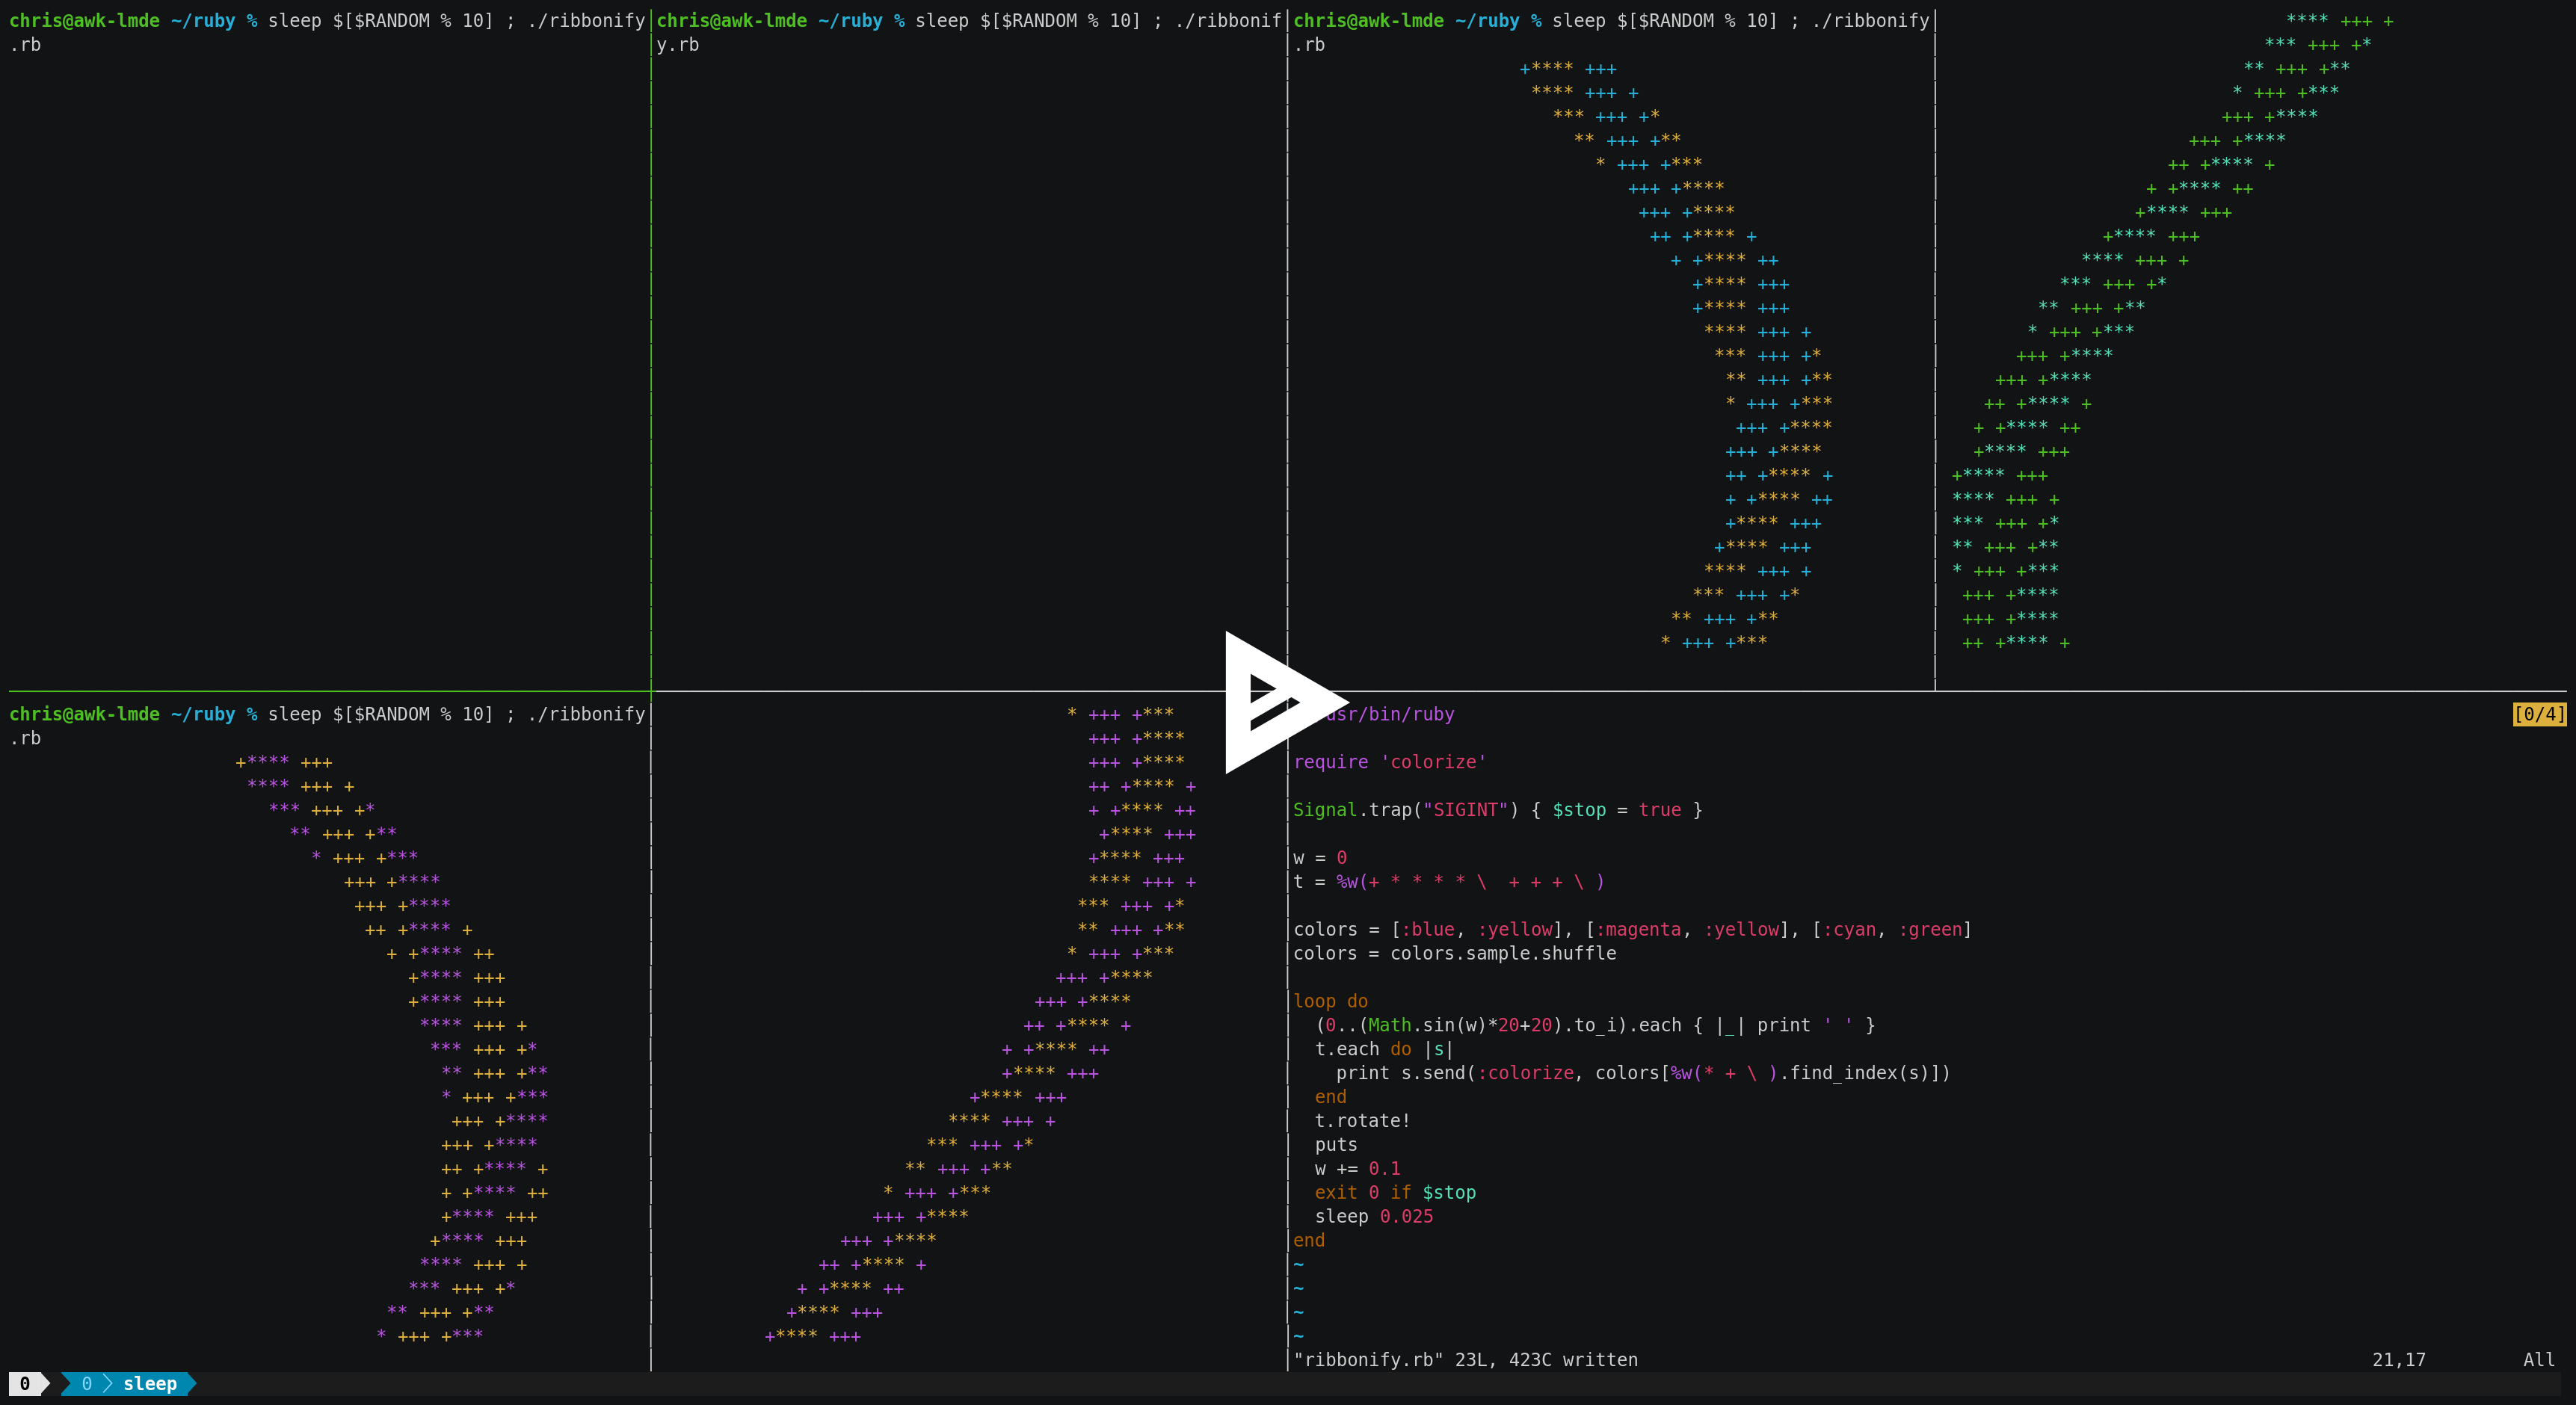 chris@awk-lmde ~/ruby % sleep $[$RANDOM % 10] ; ./ribbonify
.rb
chris@awk-lmde ~/ruby % sleep $[$RANDOM % 10] ; ./ribbonif
y.rb
chris@awk-lmde ~/ruby % sleep $[$RANDOM % 10] ; ./ribbonify
.rb
+**** +++
**** +++ +
*** +++ +*
** +++ +**
* +++ +***
+++ +****
+++ +****
++ +**** +
+ +**** ++
+**** +++
+**** +++
**** +++ +
*** +++ +*
** +++ +**
* +++ +***
+++ +****
+++ +****
++ +**** +
+ +**** ++
+**** +++
+**** +++
**** +++ +
*** +++ +*
** +++ +**
* +++ +***
**** +++ +
*** +++ +*
** +++ +**
* +++ +***
+++ +****
+++ +****
++ +**** +
+ +**** ++
+**** +++
+**** +++
**** +++ +
*** +++ +*
** +++ +**
* +++ +***
+++ +****
+++ +****
++ +**** +
+ +**** ++
+**** +++
+**** +++
**** +++ +
*** +++ +*
** +++ +**
* +++ +***
+++ +****
+++ +****
++ +**** +
chris@awk-lmde ~/ruby % sleep $[$RANDOM % 10] ; ./ribbonify
.rb
+**** +++
**** +++ +
*** +++ +*
** +++ +**
* +++ +***
+++ +****
+++ +****
++ +**** +
+ +**** ++
+**** +++
+**** +++
**** +++ +
*** +++ +*
** +++ +**
* +++ +***
+++ +****
+++ +****
++ +**** +
+ +**** ++
+**** +++
+**** +++
**** +++ +
*** +++ +*
** +++ +**
* +++ +***
* +++ +***
+++ +****
+++ +****
++ +**** +
+ +**** ++
+**** +++
+**** +++
**** +++ +
*** +++ +*
** +++ +**
* +++ +***
+++ +****
+++ +****
++ +**** +
+ +**** ++
+**** +++
+**** +++
**** +++ +
*** +++ +*
** +++ +**
* +++ +***
+++ +****
+++ +****
++ +**** +
+ +**** ++
+**** +++
+**** +++
usr/bin/ruby
[0/4]
require 'colorize'
Signal.trap("SIGINT") { $stop = true }
w = 0
t = %w(+ * * * * \  + + + \ )
colors = [:blue, :yellow], [:magenta, :yellow], [:cyan, :green]
colors = colors.sample.shuffle
loop do
  (0..(Math.sin(w)*20+20).to_i).each { |_| print ' ' }
  t.each do |s|
    print s.send(:colorize, colors[%w(* + \ ).find_index(s)])
  end
  t.rotate!
  puts
  w += 0.1
  exit 0 if $stop
  sleep 0.025
end
~
~
~
~
"ribbonify.rb" 23L, 423C written 21,17 All
0 0 sleep